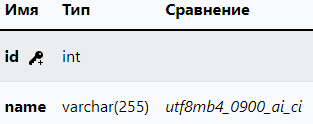 Имя Тип Сравнение
id int
name varchar(255) utf8mb4_0900_ai_ci